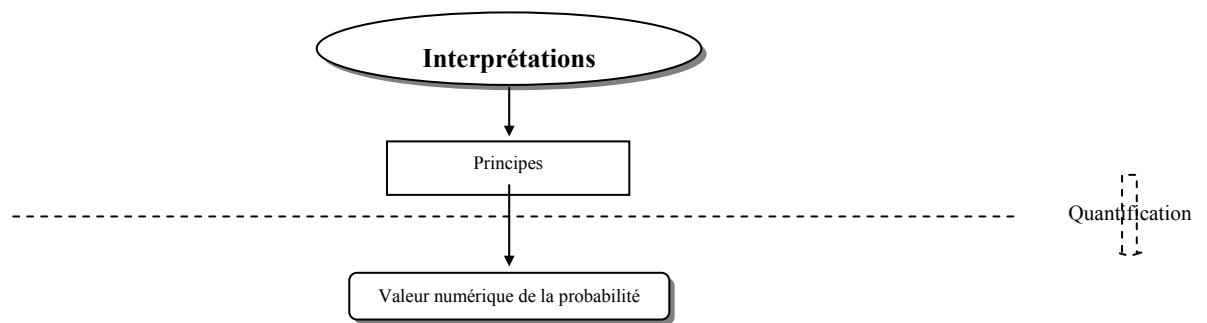 Interprétations
Principes
Quantification
Valeur numérique de la probabilité